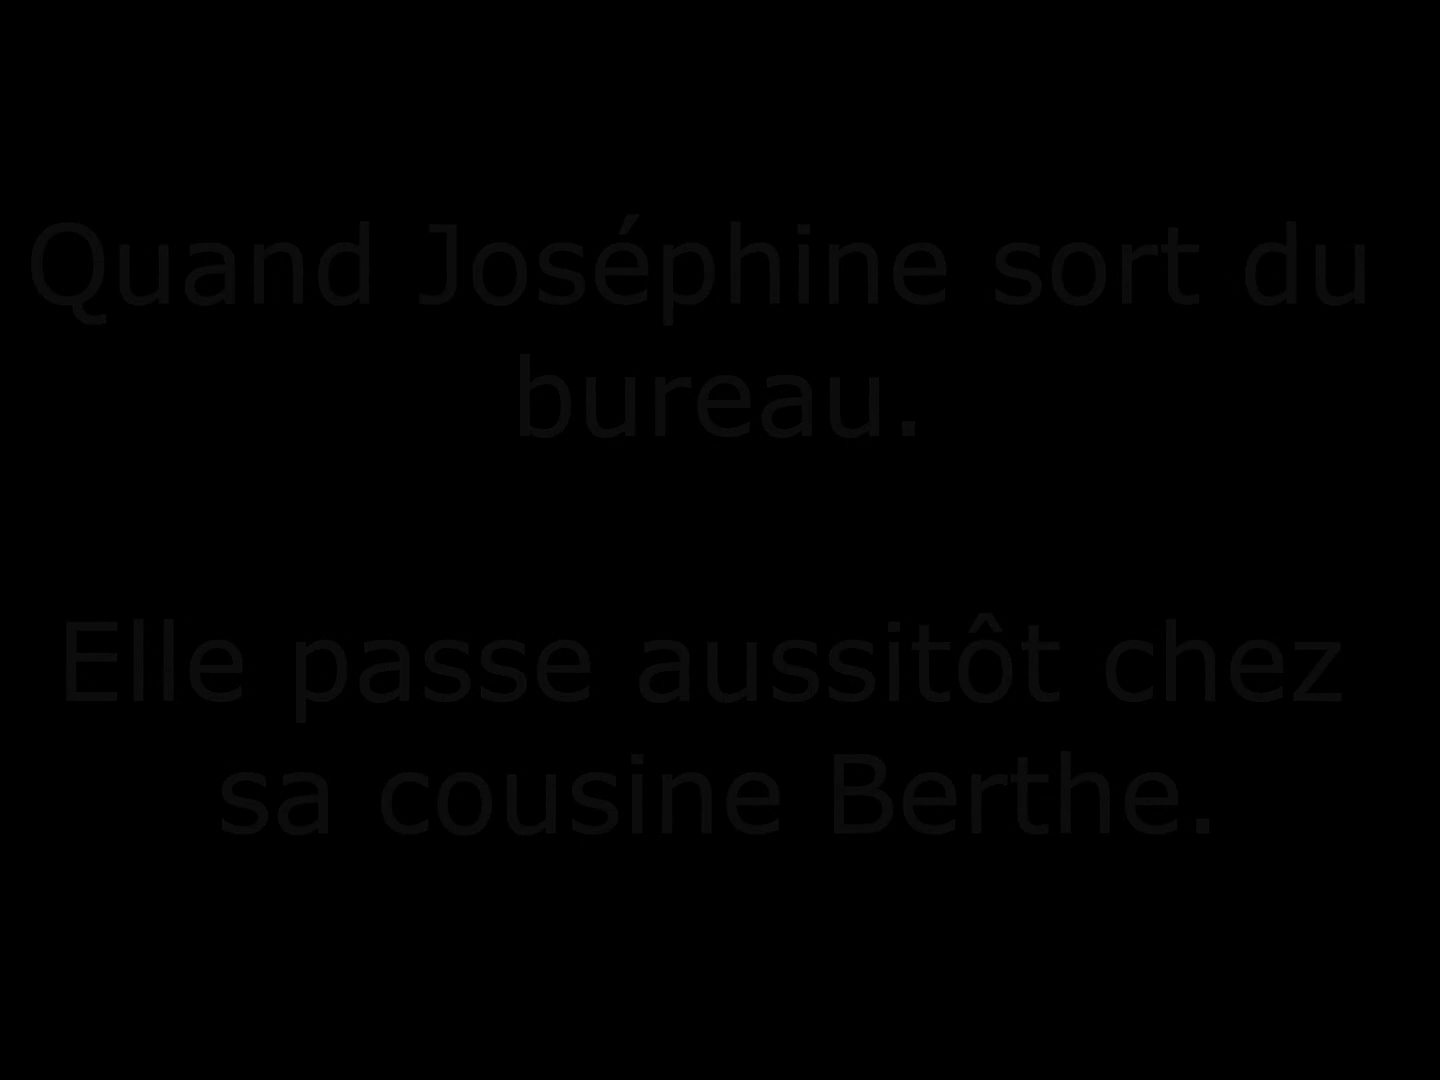 Quand Joséphine sort du
bureau.
Elle passe aussitôt chez
sa cousine Berthe.